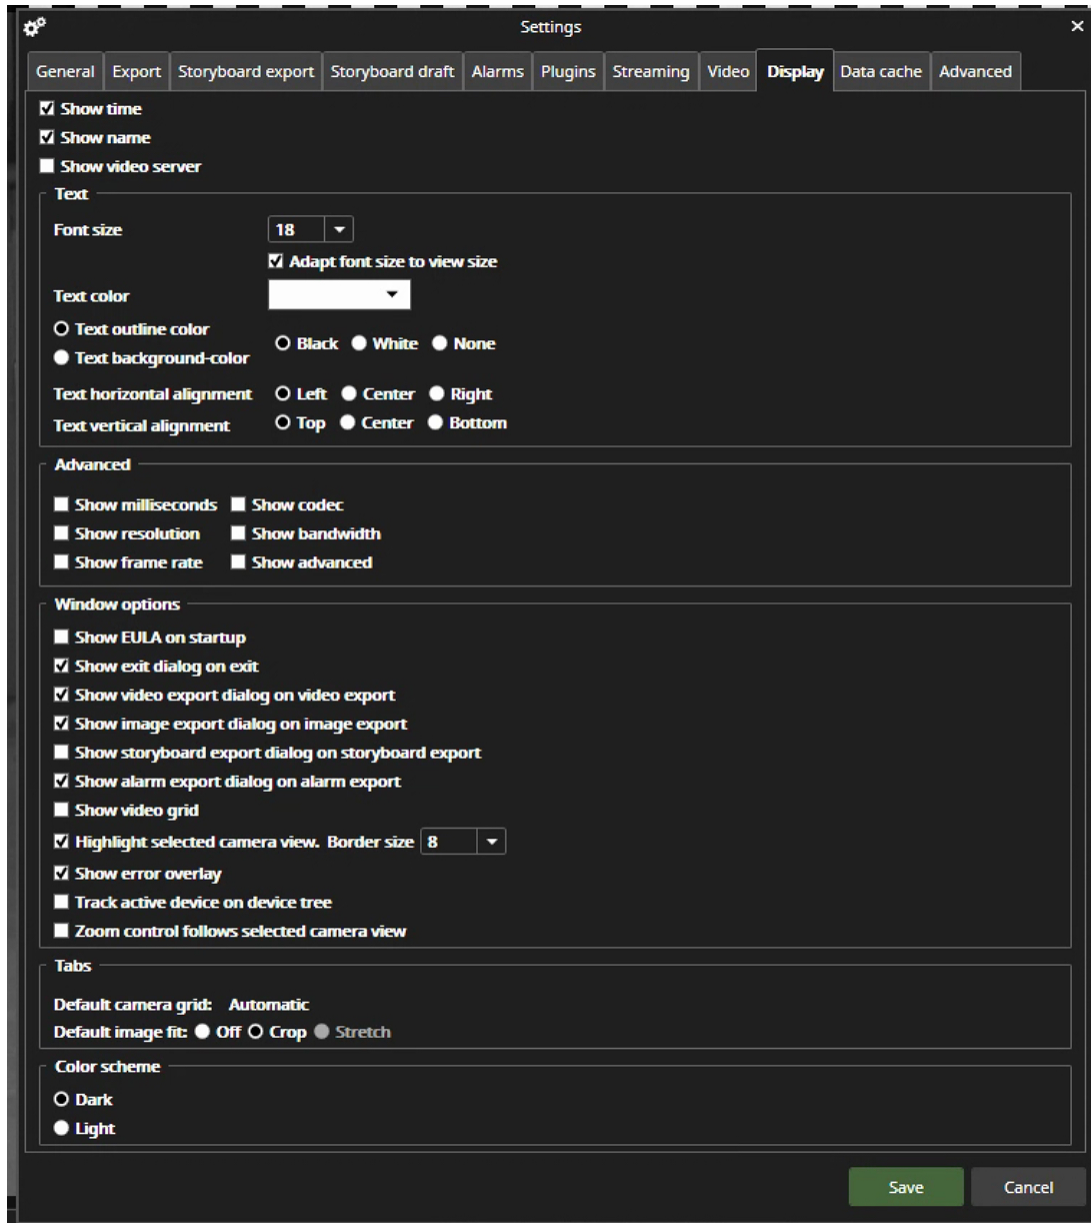 Settings
General Export Storyboard export Storyboard draft Alarms Plugins Streaming Video Display Data cache Advanced
Show time
Show name
Show video server
Text
Font size 18
Adapt font size to view size
Text color
Text outline color
Text background-color
Black White None
Text horizontal alignment Left Center Right
Text vertical alignment Top Center Bottom
Advanced
Show milliseconds Show codec
Show resolution Show bandwidth
Show frame rate Show advanced
Window options
Show EULA on startup
Show exit dialog on exit
Show video export dialog on video export
Show image export dialog on image export
Show storyboard export dialog on storyboard export
Show alarm export dialog on alarm export
Show video grid
Highlight selected camera view. Border size 8
Show error overlay
Track active device on device tree
Zoom control follows selected camera view
Tabs
Default camera grid: Automatic
Default image fit: Off Crop Stretch
Color scheme
Dark
Light
Save Cancel